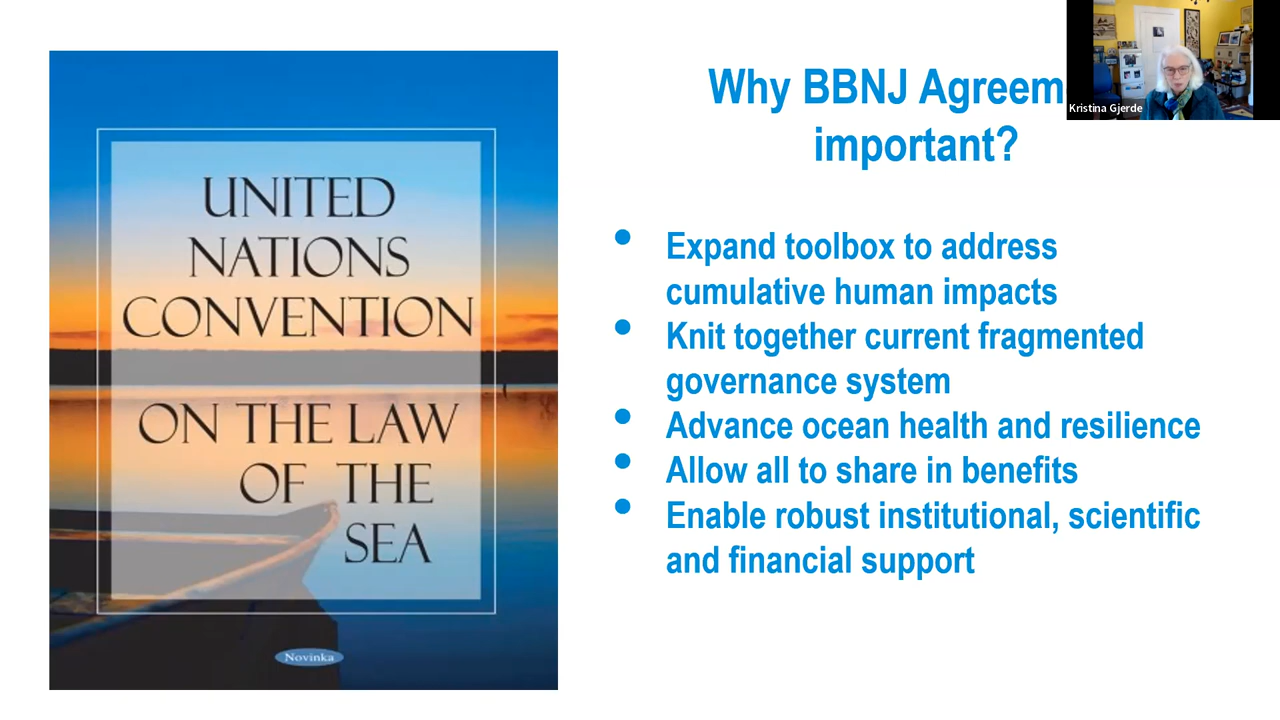 UNITED
NATIONS
CONVENTION
ON THE LAW
OF THE
SEA
Novinka
Why BBNJ Agreem
important?
Kristina Gjerde
• Expand toolbox to address
cumulative human impacts
• Knit together current fragmented
governance system
• Advance ocean health and resilience
• Allow all to share in benefits
• Enable robust institutional, scientific
and financial support